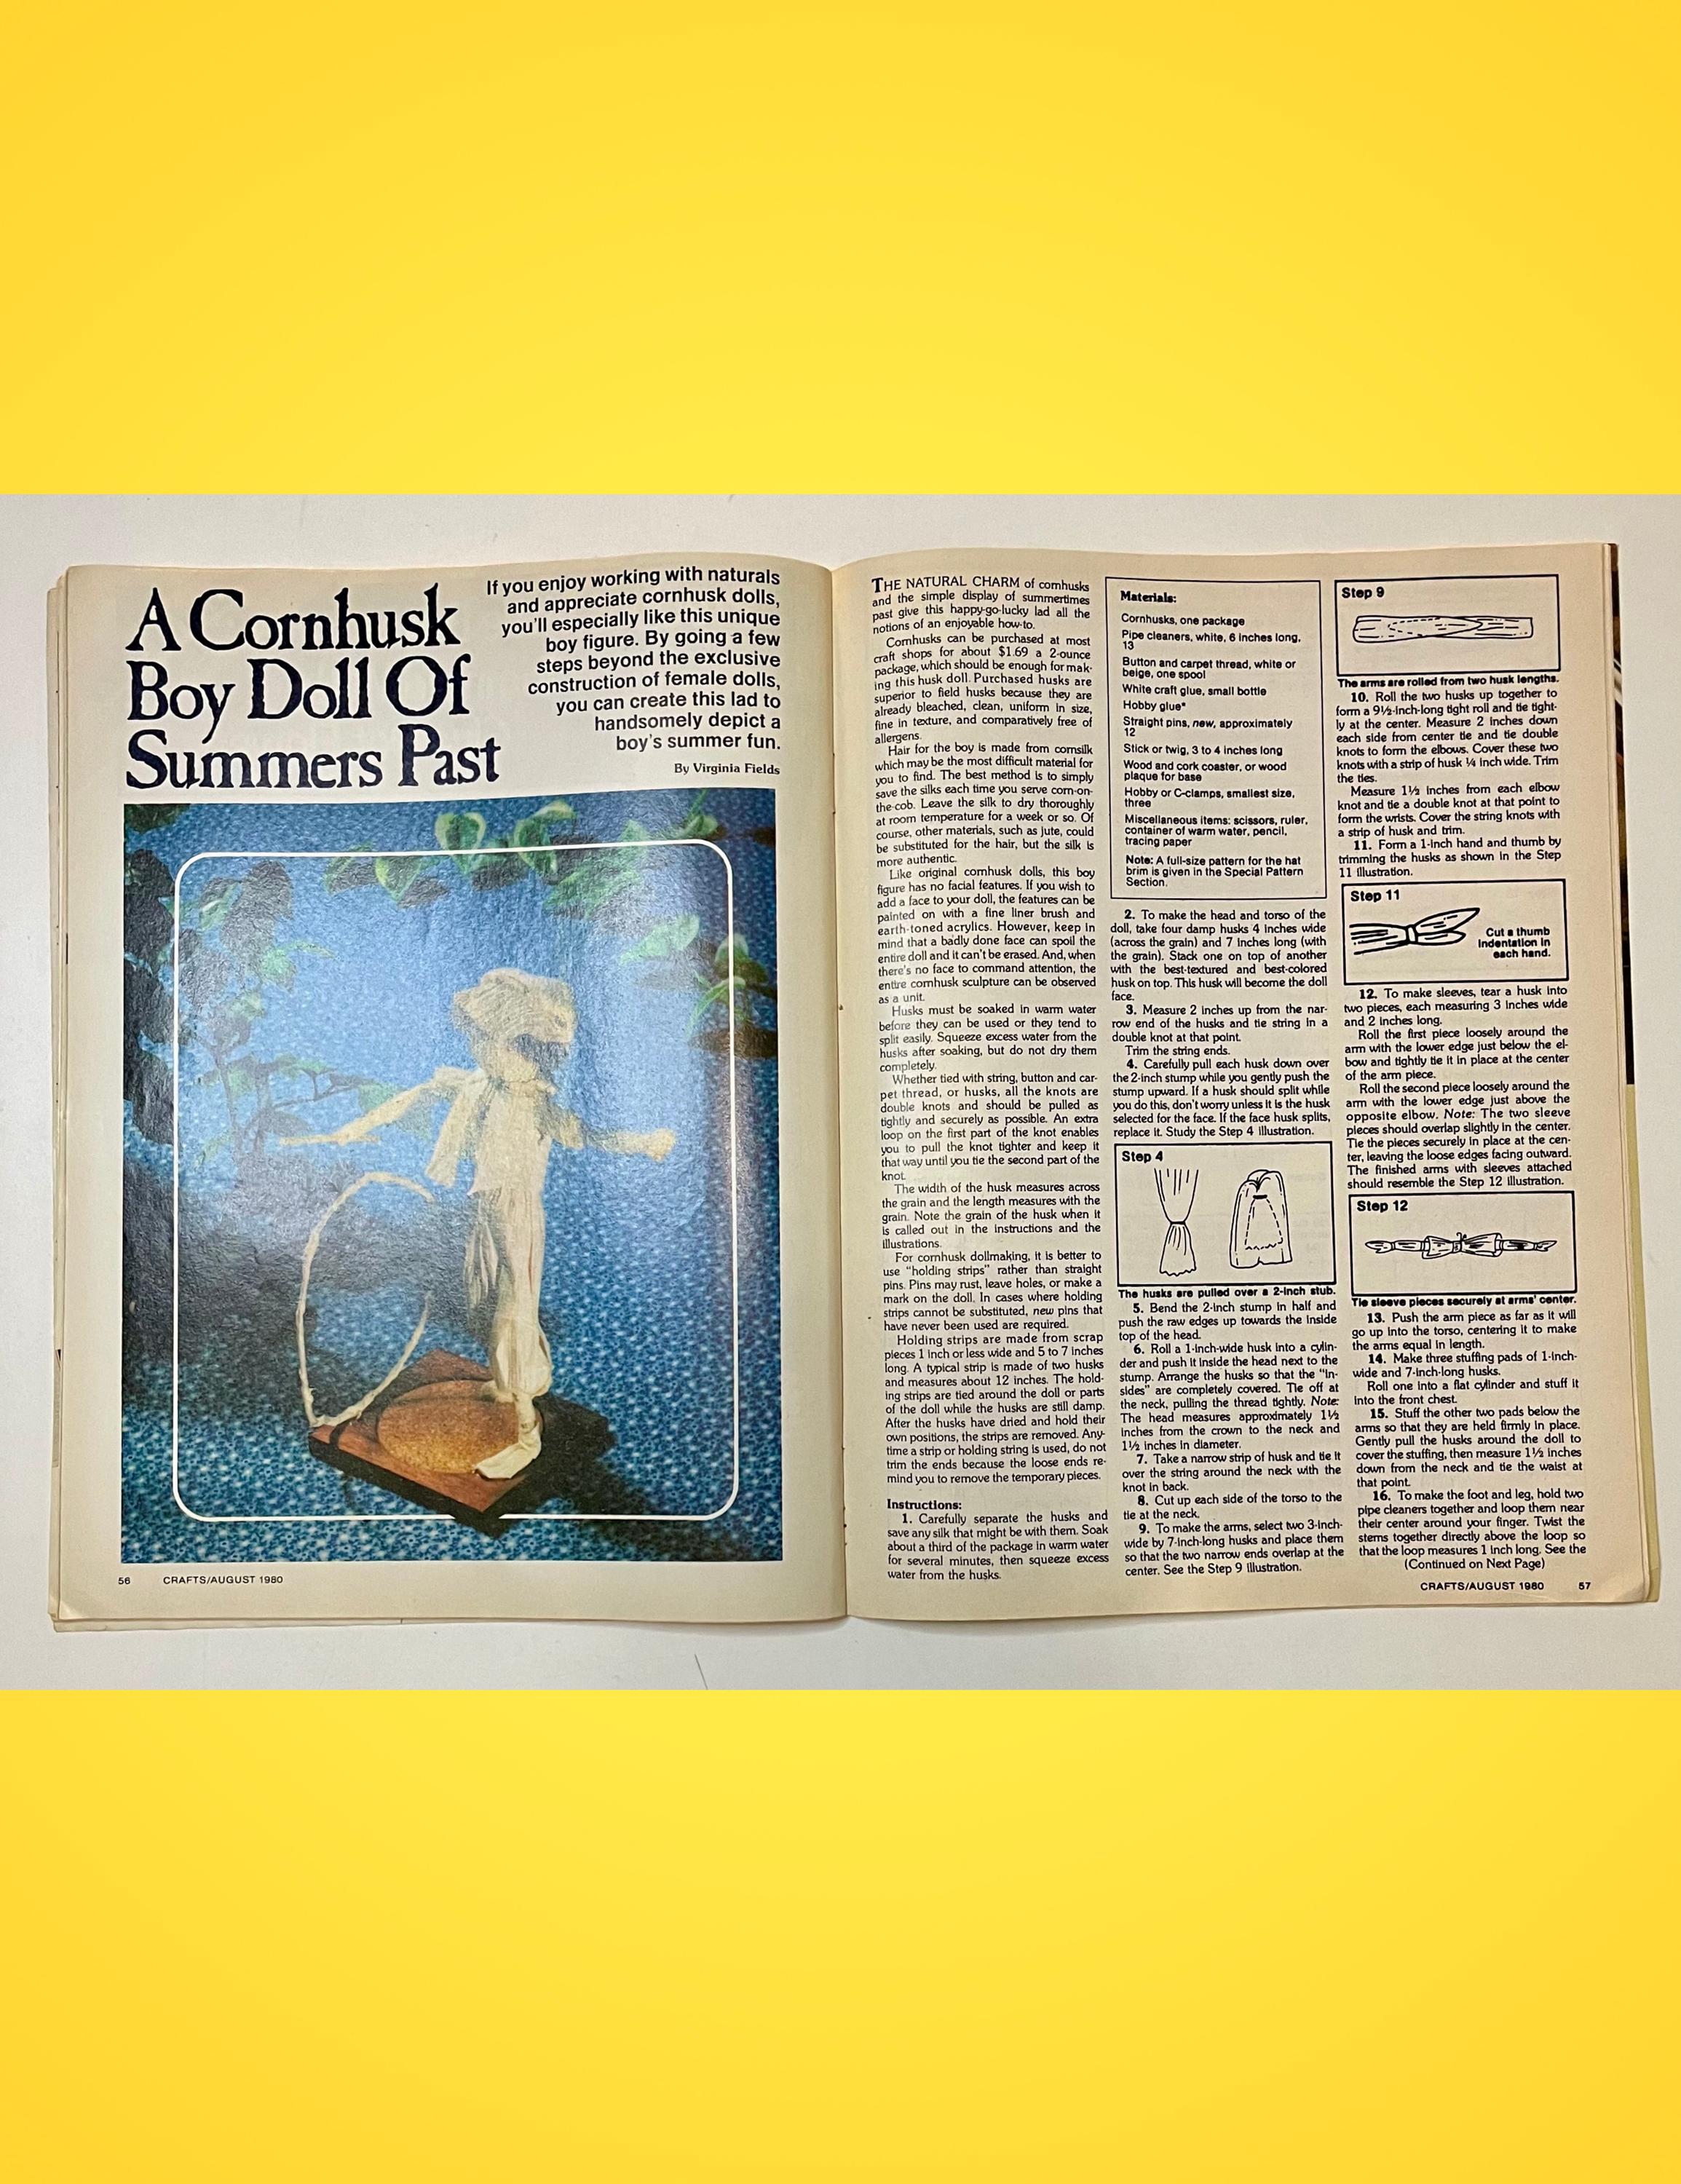 A Cornhusk
Boy Doll Of
Summers Past
If you enjoy working with naturals
and appreciate cornhusk dolls,
you'll especially like this unique
boy figure. By going a few
steps beyond the exclusive
construction of female dolls,
you can create this lad to
handsomely depict a
boy's summer fun.
By Virginia Fields
56 CRAFTS/AUGUST 1980
THE NATURAL CHARM of cornhusks
and the simple display of summertimes
past give this happy-go-lucky lad all the
notions of an enjoyable how-to.
Cornhusks can be purchased at most
craft shops for about $1.69 a 2-ounce
package, which should be enough for mak-
ing this husk doll. Purchased husks are
superior to field husks because they are
already bleached, clean, uniform in size,
fine in texture, and comparatively free of
allergens.
Hair for the boy is made from cornsilk
which may be the most difficult material for
you to find. The best method is to simply
save the silks each time you serve corn-on-
the-cob. Leave the silk to dry thoroughly
at room temperature for a week or so. Of
course, other materials, such as jute, could
be substituted for the hair, but the silk is
more authentic.
Like original cornhusk dolls, this boy
figure has no facial features. If you wish to
add a face to your doll, the features can be
painted on with a fine liner brush and
earth-toned acrylics. However, keep in
mind that a badly done face can spoil the
entire doll and it can't be erased. And, when
there's no face to command attention, the
entire cornhusk sculpture can be observed
as a unit.
Husks must be soaked in warm water
before they can be used or they tend to
split easily. Squeeze excess water from the
husks after soaking, but do not dry them
completely.
Whether tied with string, button and car-
pet thread, or husks, all the knots are
double knots and should be pulled as
tightly and securely as possible. An extra
loop on the first part of the knot enables
you to pull the knot tighter and keep it
that way until you tie the second part of the
knot.
The width of the husk measures across
the grain and the length measures with the
grain. Note the grain of the husk when it
is called out in the instructions and the
illustrations.
For cornhusk dollmaking, it is better to
use "holding strips" rather than straight
pins. Pins may rust, leave holes, or make a
mark on the doll. In cases where holding
strips cannot be substituted, new pins that
have never been used are required.
Holding strips are made from scrap
pieces 1 inch or less wide and 5 to 7 inches
long. A typical strip is made of two husks
and measures about 12 inches. The hold-
ing strips are tied around the doll or parts
of the doll while the husks are still damp.
After the husks have dried and hold their
own positions, the strips are removed. Any-
time a strip or holding string is used, do not
trim the ends because the loose ends re-
mind you to remove the temporary pieces.
Instructions:
1. Carefully separate the husks and
save any silk that might be with them. Soak
about a third of the package in warm water
for several minutes, then squeeze excess
water from the husks.
Materials:
Cornhusks, one package
Pipe cleaners, white, 6 inches long,
13
Button and carpet thread, white or
beige, one spool
White craft glue, small bottle
Hobby glue*
Straight pins, new, approximately
12
Stick or twig, 3 to 4 inches long
Wood and cork coaster, or wood
plaque for base
Hobby or C-clamps, smallest size,
three
Miscellaneous items: scissors, ruler,
container of warm water, pencil,
tracing paper
Note: A full-size pattern for the hat
brim is given in the Special Pattern
Section.
2. To make the head and torso of the
doll, take four damp husks 4 inches wide
(across the grain) and 7 inches long (with
the grain). Stack one on top of another
with the best-textured and best-colored
husk on top. This husk will become the doll
face.
3. Measure 2 inches up from the nar-
row end of the husks and tie string in a
double knot at that point.
Trim the string ends.
4. Carefully pull each husk down over
the 2-inch stump while you gently push the
stump upward. If a husk should split while
you do this, don't worry unless it is the husk
selected for the face. If the face husk splits,
replace it. Study the Step 4 illustration.
Step 4
The husks are pulled over a 2-inch stub.
5. Bend the 2-inch stump in half and
push the raw edges up towards the inside
top of the head.
6. Roll a 1-inch-wide husk into a cylin-
der and push it inside the head next to the
stump. Arrange the husks so that the "in-
sides" are completely covered. Tie off at
the neck, pulling the thread tightly. Note:
The head measures approximately 1½
inches from the crown to the neck and
1½ inches in diameter.
7. Take a narrow strip of husk and tie it
over the string around the neck with the
knot in back.
8. Cut up each side of the torso to the
tie at the neck.
9. To make the arms, select two 3-inch-
wide by 7-inch-long husks and place them
so that the two narrow ends overlap at the
center. See the Step 9 illustration.
Step 9
The arms are rolled from two husk lengths.
10. Roll the two husks up together to
form a 9½-inch-long tight roll and tie tight-
ly at the center. Measure 2 inches down
each side from center tie and tie double
knots to form the elbows. Cover these two
knots with a strip of husk ¼ inch wide. Trim
the ties.
Measure 1½ inches from each elbow
knot and tie a double knot at that point to
form the wrists. Cover the string knots with
a strip of husk and trim.
11. Form a 1-inch hand and thumb by
trimming the husks as shown in the Step
11 illustration.
Step 11
Cut a thumb
indentation in
each hand.
12. To make sleeves, tear a husk into
two pieces, each measuring 3 inches wide
and 2 inches long.
Roll the first piece loosely around the
arm with the lower edge just below the el-
bow and tightly tie it in place at the center
of the arm piece.
Roll the second piece loosely around the
arm with the lower edge just above the
opposite elbow. Note: The two sleeve
pieces should overlap slightly in the center.
Tie the pieces securely in place at the cen-
ter, leaving the loose edges facing outward.
The finished arms with sleeves attached
should resemble the Step 12 illustration.
Step 12
Tie sleeve pieces securely at arms' center.
13. Push the arm piece as far as it will
go up into the torso, centering it to make
the arms equal in length.
14. Make three stuffing pads of 1-inch-
wide and 7-inch-long husks.
Roll one into a flat cylinder and stuff it
into the front chest.
15. Stuff the other two pads below the
arms so that they are held firmly in place.
Gently pull the husks around the doll to
cover the stuffing, then measure 1½ inches
down from the neck and tie the waist at
that point.
16. To make the foot and leg, hold two
pipe cleaners together and loop them near
their center around your finger. Twist the
stems together directly above the loop so
that the loop measures 1 inch long. See the
(Continued on Next Page)
CRAFTS/AUGUST 1980 57